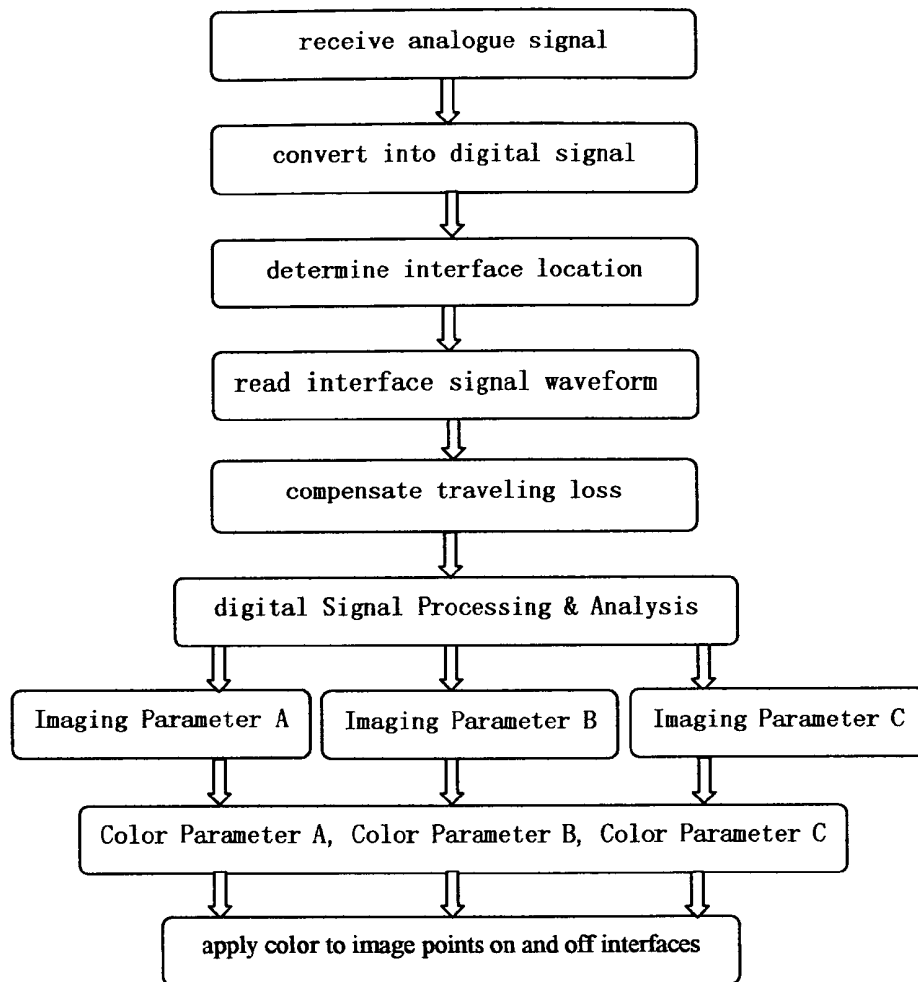 receive analogue signal
convert into digital signal
determine interface location
read interface signal waveform
compensate traveling loss
digital Signal Processing & Analysis
Imaging Parameter A
Imaging Parameter B
Imaging Parameter C
Color Parameter A, Color Parameter B, Color Parameter C
apply color to image points on and off interfaces